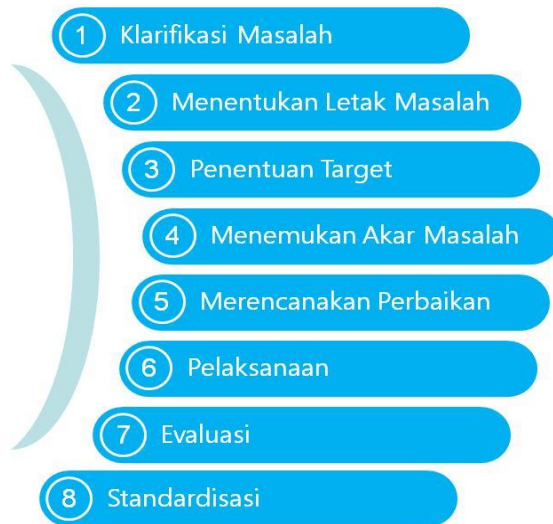 1 Klarifikasi Masalah
2 Menentukan Letak Masalah
3 Penentuan Target
4 Menemukan Akar Masalah
5 Merencanakan Perbaikan
6 Pelaksanaan
7 Evaluasi
8 Standardisasi